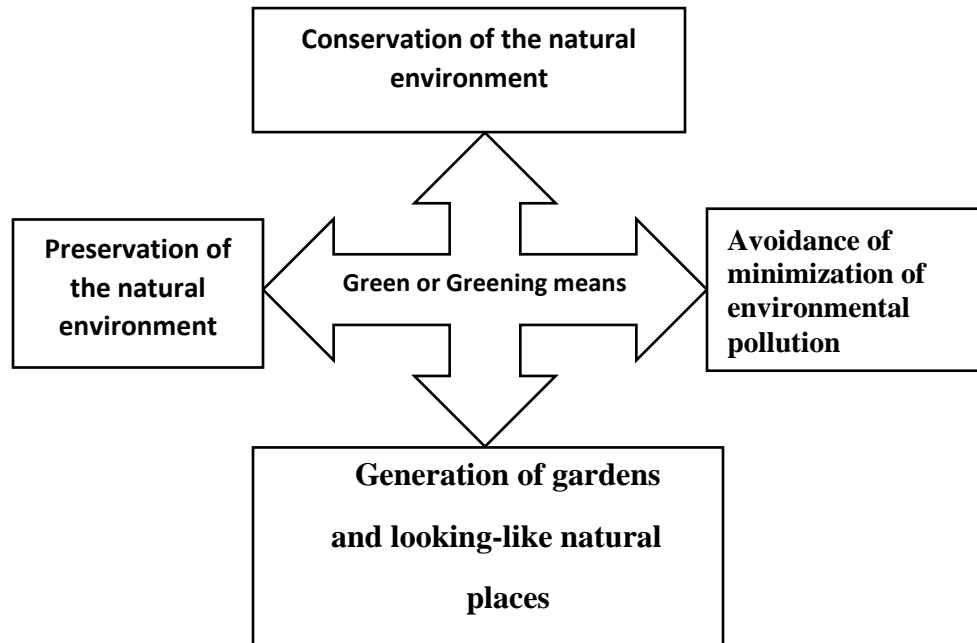 Conservation of the natural
environment
Preservation of
the natural
environment
Green or Greening means
Avoidance of
minimization of
environmental
pollution
Generation of gardens
and looking-like natural
places